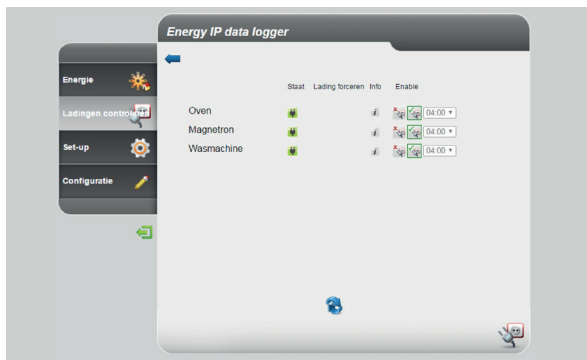 Energy IP data logger
Energie
Ladingen controleren
Set-up
Configuratie
Staat Lading forceren Info Enable
Oven 04:00
Magnetron 04:00
Wasmachine 04:00